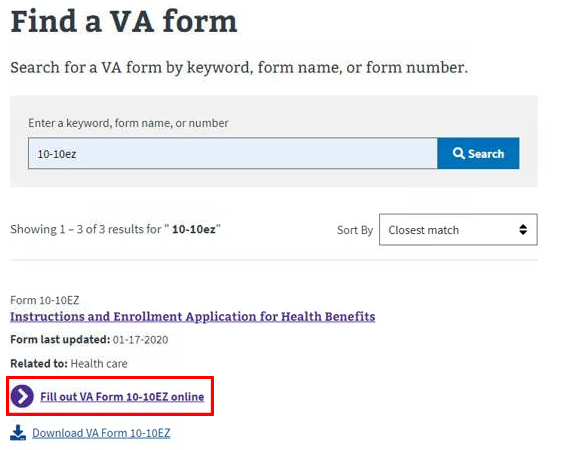 Find a VA form
Search for a VA form by keyword, form name, or form number.
Enter a keyword, form name, or number
10-10ez
Search
Showing 1 – 3 of 3 results for " 10-10ez"
Sort By
Closest match
Form 10-10EZ
Instructions and Enrollment Application for Health Benefits
Form last updated: 01-17-2020
Related to: Health care
Fill out VA Form 10-10EZ online
Download VA Form 10-10EZ